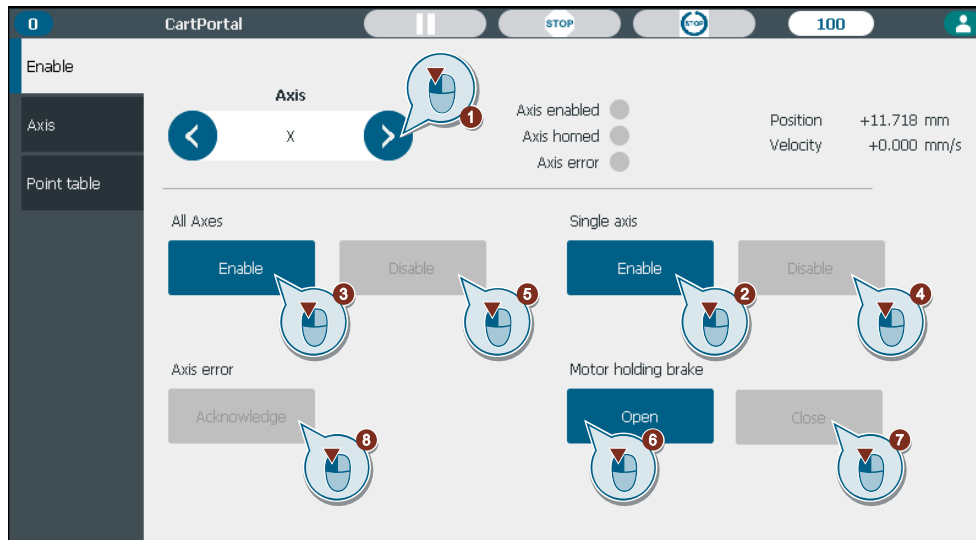 0 CartPortal STOP STOP 100
Enable
Axis
Point table
Axis
X
1
Axis enabled
Axis homed
Axis error
Position +11.718 mm
Velocity +0.000 mm/s
All Axes
Enable
3
Disable
5
Single axis
Enable
2
Disable
4
Axis error
Acknowledge
8
Motor holding brake
Open
6
Close
7